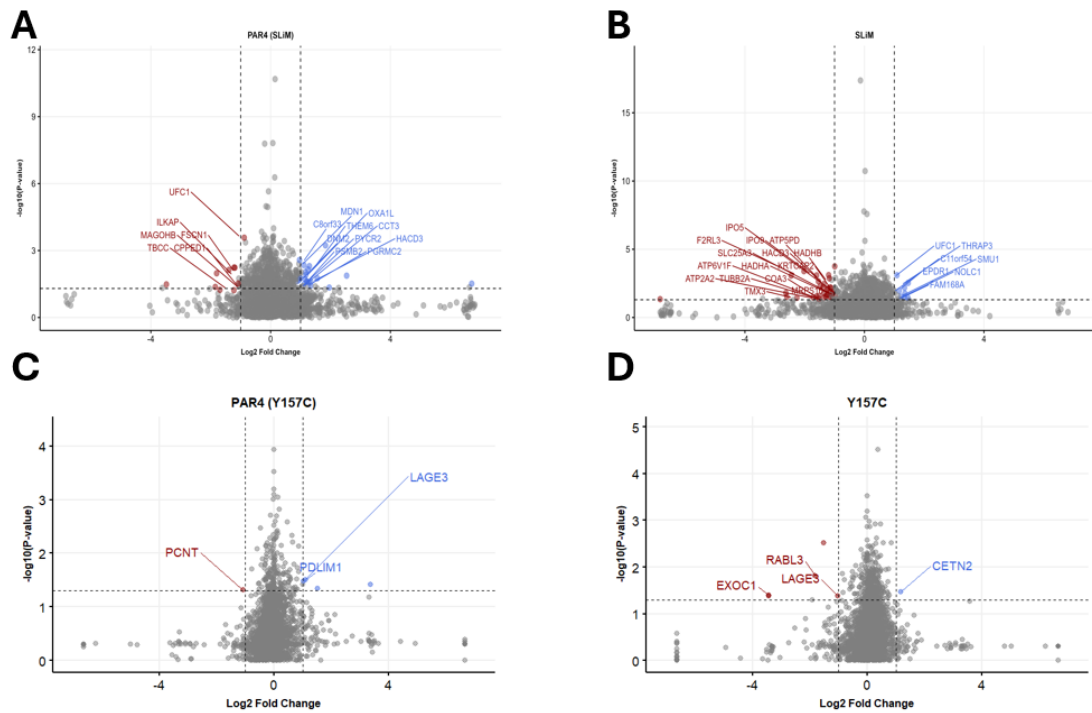 A
PAR4 (SLiM)
12
9
6
3
0
-log10(P-value)
UFC1
ILKAP
MAGOHB FSCN1
TBCC CPPED1
MDN1 OXA1L
C8orf33 THEM6 CCT3
DNM2 PYCR2 HACD3
PSMB2 PGRMC2
-4 0 4
Log2 Fold Change
B
SLiM
15
10
5
0
-log10(P-value)
IPO5
F2RL3 IPO9 ATP5PD
SLC25A3 HACD3 HADHB
ATP6V1F HADHA KRTCAP2
ATP2A2 TUBB2A COA3
TMX3
UFC1 THRAP3
C11orf54 SMU1
EPDR1 NOLC1
FAM168A
-4 0 4
Log2 Fold Change
C
PAR4 (Y157C)
4
3
2
1
0
-log10(P-value)
LAGE3
PCNT
PDLIM1
-4 0 4
Log2 Fold Change
D
Y157C
5
4
3
2
1
0
-log10(P-value)
RABL3
LAGE3
EXOC1
CETN2
-4 0 4
Log2 Fold Change